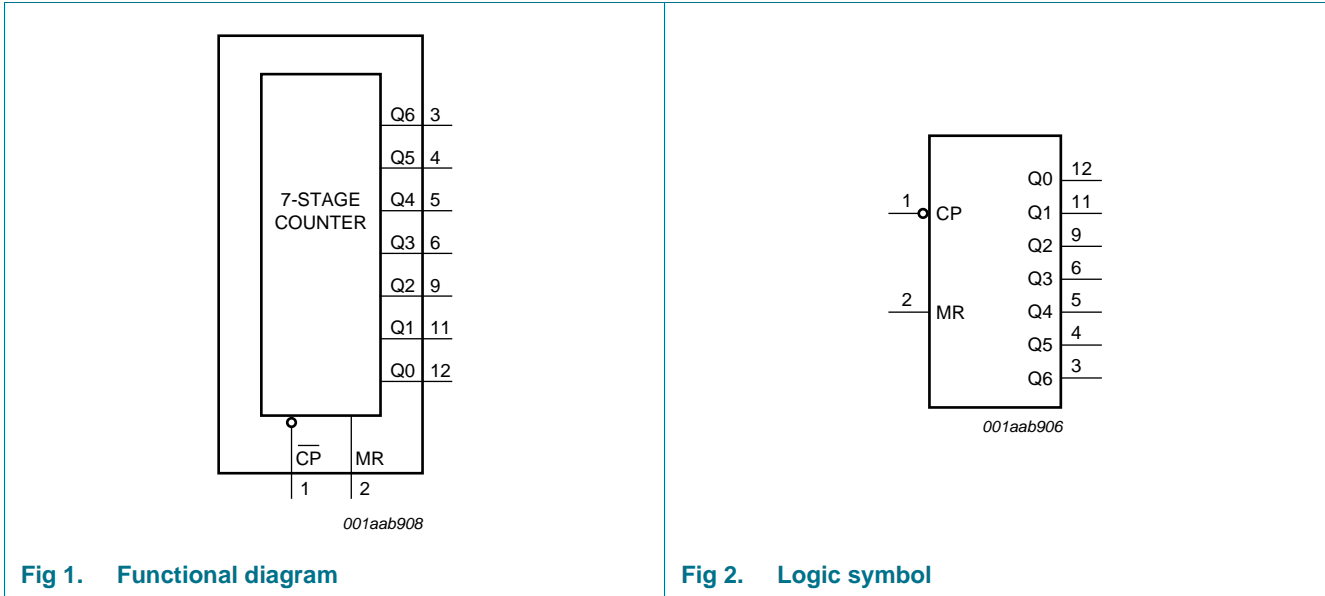 Q6 3
Q5 4
7-STAGE
COUNTER
Q4 5
Q3 6
Q2 9
Q1 11
Q0 12
C̅P̅ MR
1 2
001aab908
Fig 1. Functional diagram
Q0 12
1 CP
Q1 11
Q2 9
Q3 6
2 MR
Q4 5
Q5 4
Q6 3
001aab906
Fig 2. Logic symbol